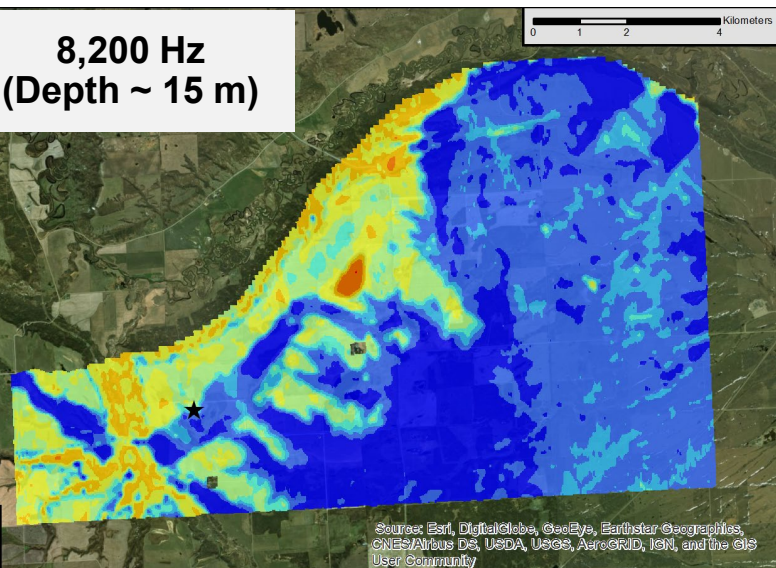 8,200 Hz
(Depth ~ 15 m)
Kilometers
0 1 2 4
Source: Esri, DigitalGlobe, GeoEye, Earthstar Geographics,
CNES/Airbus DS, USDA, USGS, AeroGRID, IGN, and the GIS
User Community